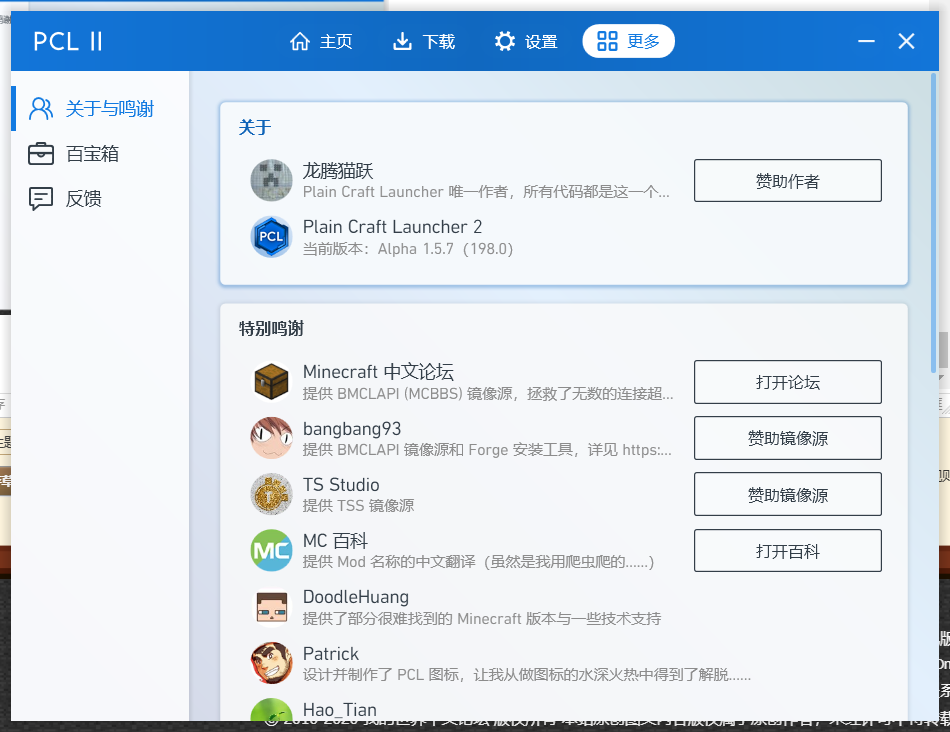 PCL II
主页
下载
设置
更多
关于与鸣谢
百宝箱
反馈
关于
龙腾猫跃
Plain Craft Launcher 唯一作者，所有代码都是这一个...
赞助作者
PCL
Plain Craft Launcher 2
当前版本：Alpha 1.5.7（198.0）
特别鸣谢
Minecraft 中文论坛
提供 BMCLAPI (MCBBS) 镜像源，拯救了无数的连接超...
打开论坛
bangbang93
提供 BMCLAPI 镜像源和 Forge 安装工具，详见 https:...
赞助镜像源
TS Studio
提供 TSS 镜像源
赞助镜像源
MC
MC 百科
提供 Mod 名称的中文翻译（虽然是我用爬虫爬的......）
打开百科
DoodleHuang
提供了部分很难找到的 Minecraft 版本与一些技术支持
Patrick
设计并制作了 PCL 图标，让我从做图标的水深火热中得到了解脱......
Hao_Tian